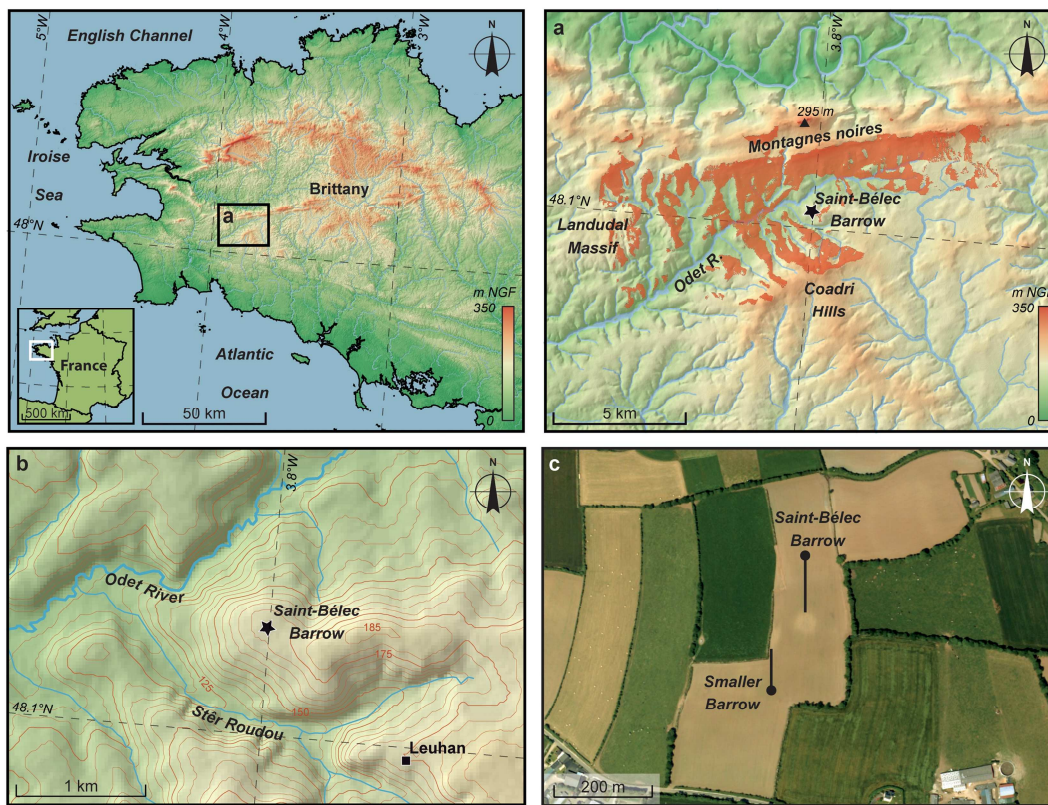 5°W
4°W
3°W
N
English Channel
Iroise
Sea
Brittany
a
48°N
m NGF
350
0
France
500 km
Atlantic
Ocean
50 km
a
3.8°W
N
295 m
Montagnes noires
48.1°N
Saint-Bélec
Barrow
Landudal
Massif
Odet R.
Coadri
Hills
m NGF
350
0
5 km
b
3.8°W
N
Odet River
Saint-Bélec
Barrow
185
175
125
150
48.1°N
Stêr Roudou
Leuhan
1 km
c
N
Saint-Bélec
Barrow
Smaller
Barrow
200 m